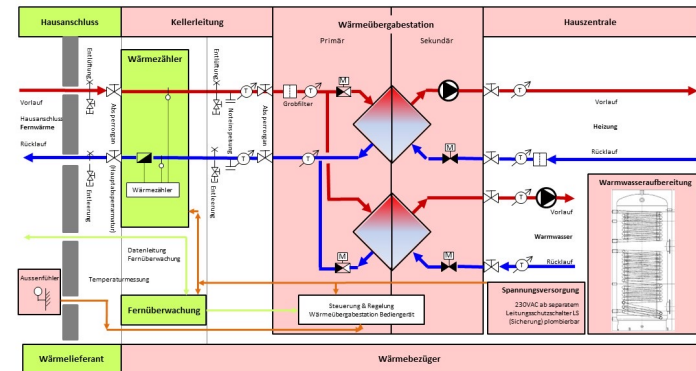 Hausanschluss
Kellerleitung
Wärmeübergabestation
Hauszentrale
Primär
Sekundär
Entlüftung
Wärmezähler
Entlüftung
Vorlauf
Hausanschluss
Fernwärme
Rücklauf
Absperrorgan
(Hauptabsperrarmatur)
Entleerung
Wärmezähler
Noteinspeisung
Absperrorgan
Entleerung
Grobfilter
M
T
Vorlauf
Heizung
Rücklauf
Warmwasseraufbereitung
Vorlauf
Warmwasser
Rücklauf
Datenleitung
Fernüberwachung
Temperaturmessung
Aussenfühler
Fernüberwachung
Steuerung & Regelung
Wärmeübergabestation Bediengerät
Spannungsversorgung
230VAC ab separatem
Leitungsschutzschalter LS
(Sicherung) plombierbar
Wärmelieferant
Wärmebezüger